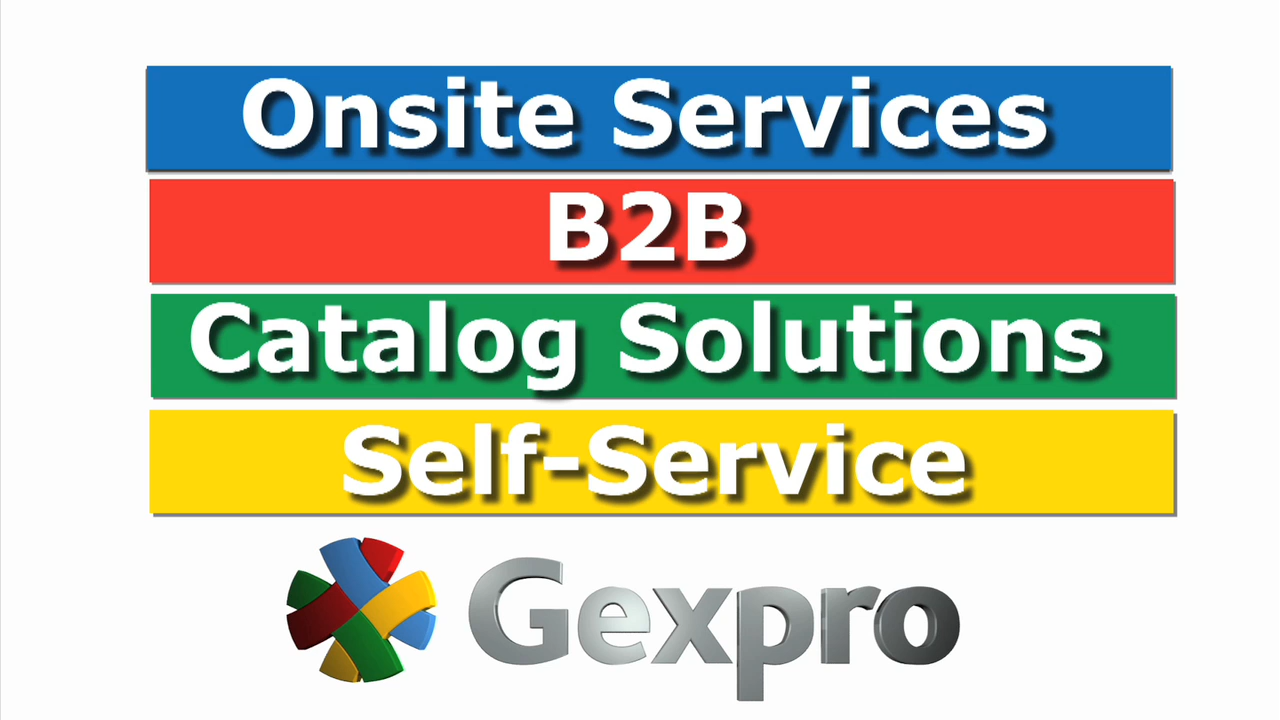 Onsite Services
B2B
Catalog Solutions
Self-Service
Gexpro